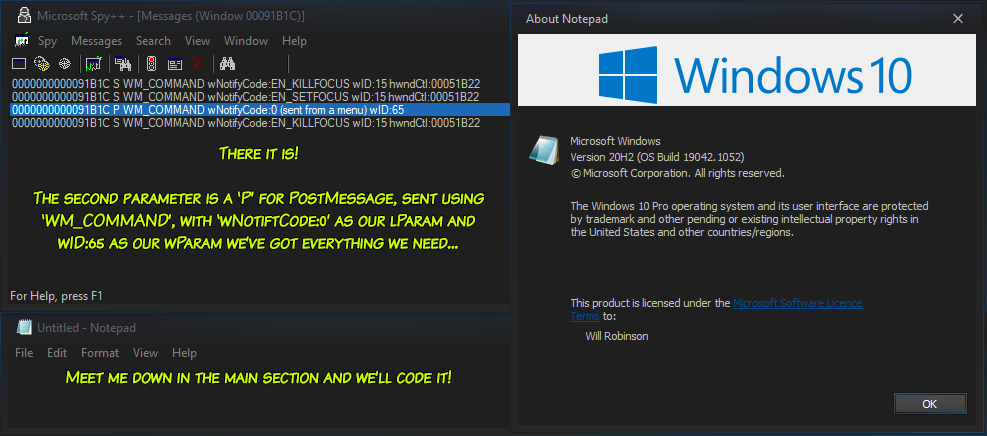 Microsoft Spy++ - [Messages (Window 00091B1C)]
Spy Messages Search View Window Help
0000000000091B1C S WM_COMMAND wNotifyCode:EN_KILLFOCUS wID:15 hwndCtl:00051B22
0000000000091B1C S WM_COMMAND wNotifyCode:EN_SETFOCUS wID:15 hwndCtl:00051B22
0000000000091B1C P WM_COMMAND wNotifyCode:0 (sent from a menu) wID:65
0000000000091B1C S WM_COMMAND wNotifyCode:EN_KILLFOCUS wID:15 hwndCtl:00051B22
There it is!
The second parameter is a 'P' for PostMessage, sent using
'WM_COMMAND', with 'wNotiftCode:0' as our lParam and
wID:65 as our wParam we've got everything we need...
For Help, press F1
Untitled - Notepad
File Edit Format View Help
Meet me down in the main section and we'll code it!
About Notepad
Windows 10
Microsoft Windows
Version 20H2 (OS Build 19042.1052)
© Microsoft Corporation. All rights reserved.
The Windows 10 Pro operating system and its user interface are protected
by trademark and other pending or existing intellectual property rights in
the United States and other countries/regions.
This product is licensed under the Microsoft Software Licence
Terms to:
Will Robinson
OK